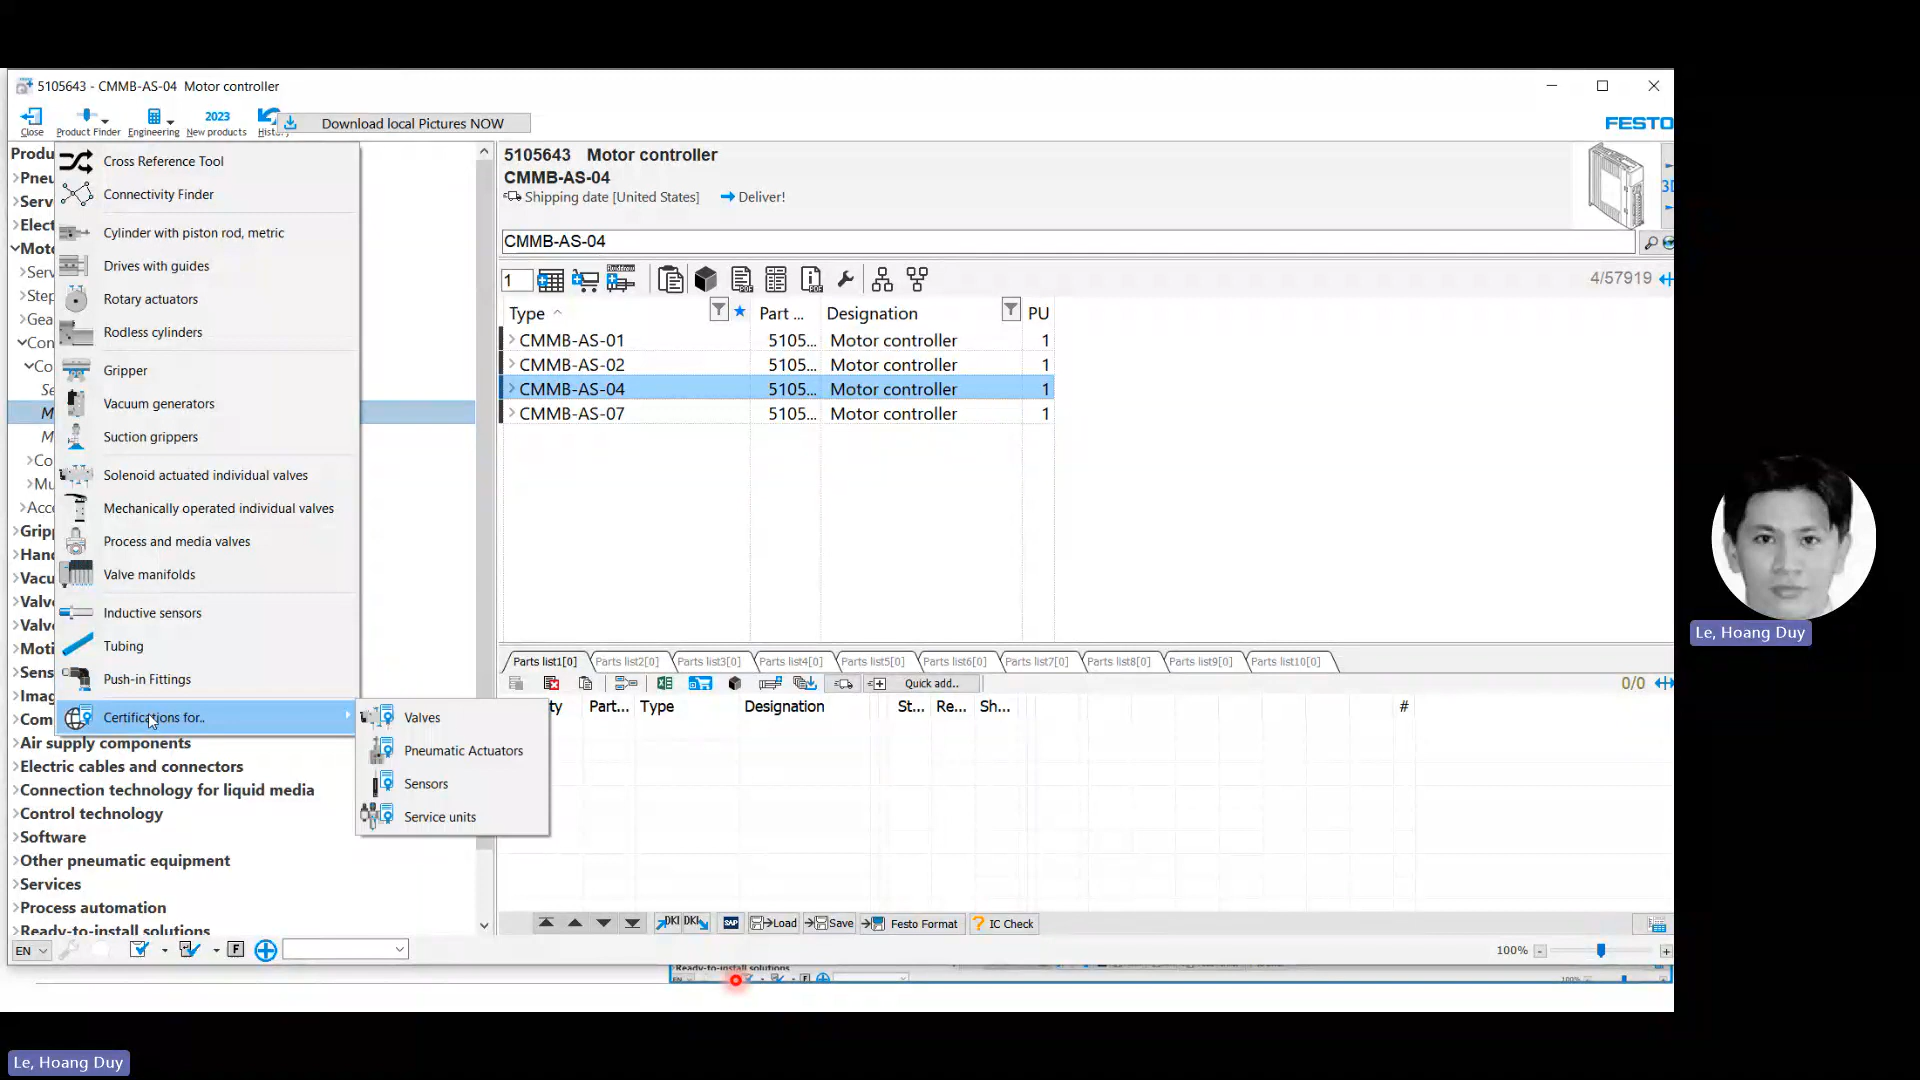 5105643 - CMMB-AS-04 Motor controller
Close
Product Finder
Engineering
2023
New products
Download local Pictures NOW
FESTO
Cross Reference Tool
Connectivity Finder
Cylinder with piston rod, metric
Drives with guides
Rotary actuators
Rodless cylinders
Gripper
Vacuum generators
Suction grippers
Solenoid actuated individual valves
Mechanically operated individual valves
Process and media valves
Valve manifolds
Inductive sensors
Tubing
Push-in Fittings
Certifications for..
Valves
Pneumatic Actuators
Sensors
Service units
Air supply components
Electric cables and connectors
Connection technology for liquid media
Control technology
Software
Other pneumatic equipment
Services
Process automation
Ready-to-install solutions
EN
F
5105643 Motor controller
CMMB-AS-04
Shipping date [United States] Deliver!
CMMB-AS-04
1
4/57919
Type Part ... Designation PU
CMMB-AS-01 5105... Motor controller 1
CMMB-AS-02 5105... Motor controller 1
CMMB-AS-04 5105... Motor controller 1
CMMB-AS-07 5105... Motor controller 1
Parts list1[0] Parts list2[0] Parts list3[0] Parts list4[0] Parts list5[0] Parts list6[0] Parts list7[0] Parts list8[0] Parts list9[0] Parts list10[0]
Quick add..
0/0
ty Part... Type Designation St... Re... Sh... #
DKI DKI SAP Load Save Festo Format ? IC Check
100%
Ready-to-install solutions
Le, Hoang Duy
Le, Hoang Duy